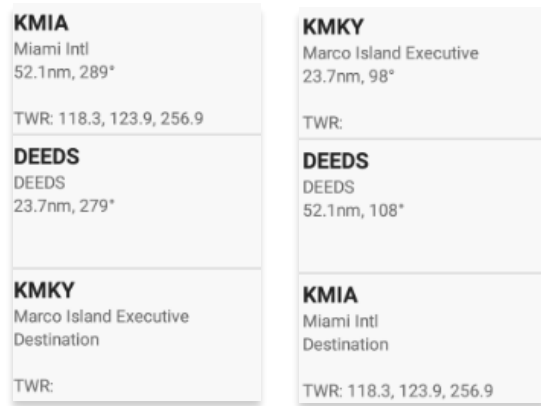 KMIA
Miami Intl
52.1nm, 289°
TWR: 118.3, 123.9, 256.9
DEEDS
DEEDS
23.7nm, 279°
KMKY
Marco Island Executive
Destination
TWR:
KMKY
Marco Island Executive
23.7nm, 98°
TWR:
DEEDS
DEEDS
52.1nm, 108°
KMIA
Miami Intl
Destination
TWR: 118.3, 123.9, 256.9